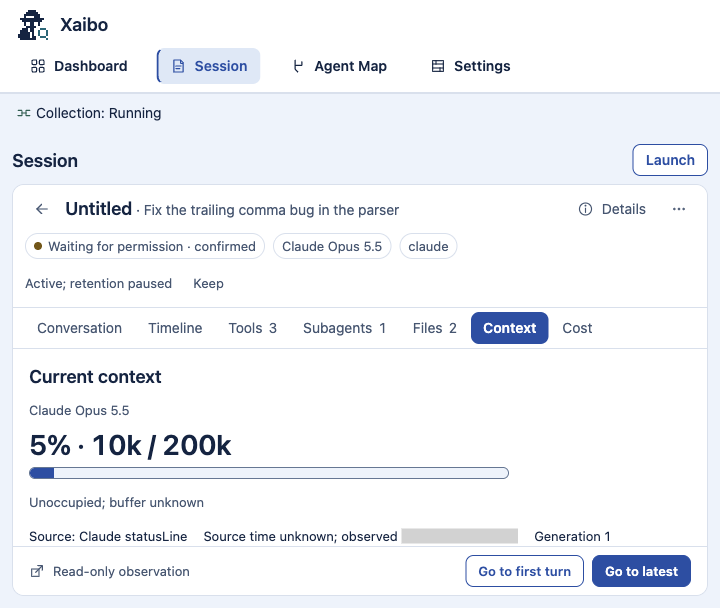 Xaibo
Dashboard Session Agent Map Settings
Collection: Running
Session Launch
Untitled · Fix the trailing comma bug in the parser Details ···
Waiting for permission · confirmed Claude Opus 5.5 claude
Active; retention paused Keep
Conversation Timeline Tools 3 Subagents 1 Files 2 Context Cost
Current context
Claude Opus 5.5
5% · 10k / 200k
Unoccupied; buffer unknown
Source: Claude statusLine Source time unknown; observed Generation 1
Read-only observation Go to first turn Go to latest